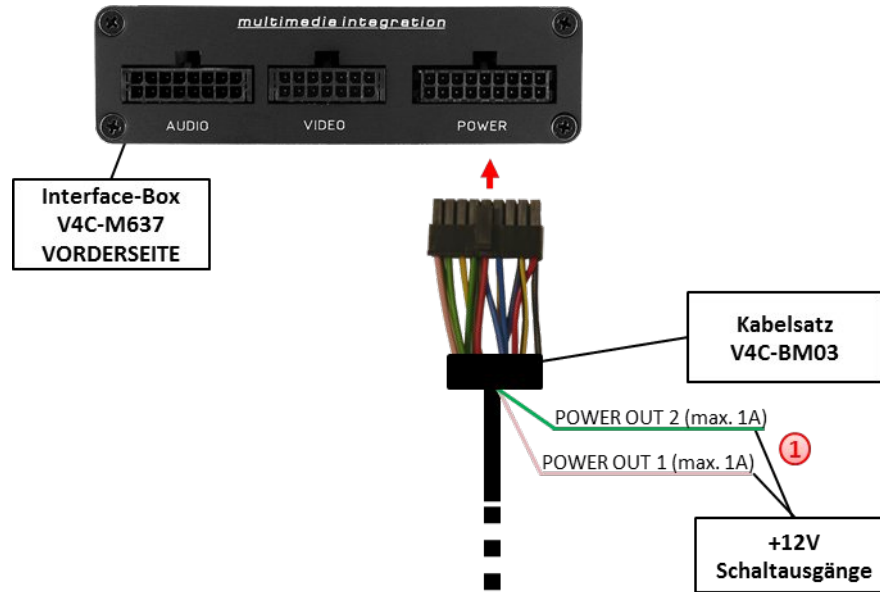 multimedia integration
AUDIO
VIDEO
POWER
Interface-Box
V4C-M637
VORDERSEITE
Kabelsatz
V4C-BM03
POWER OUT 2 (max. 1A)
1
POWER OUT 1 (max. 1A)
+12V
Schaltausgänge